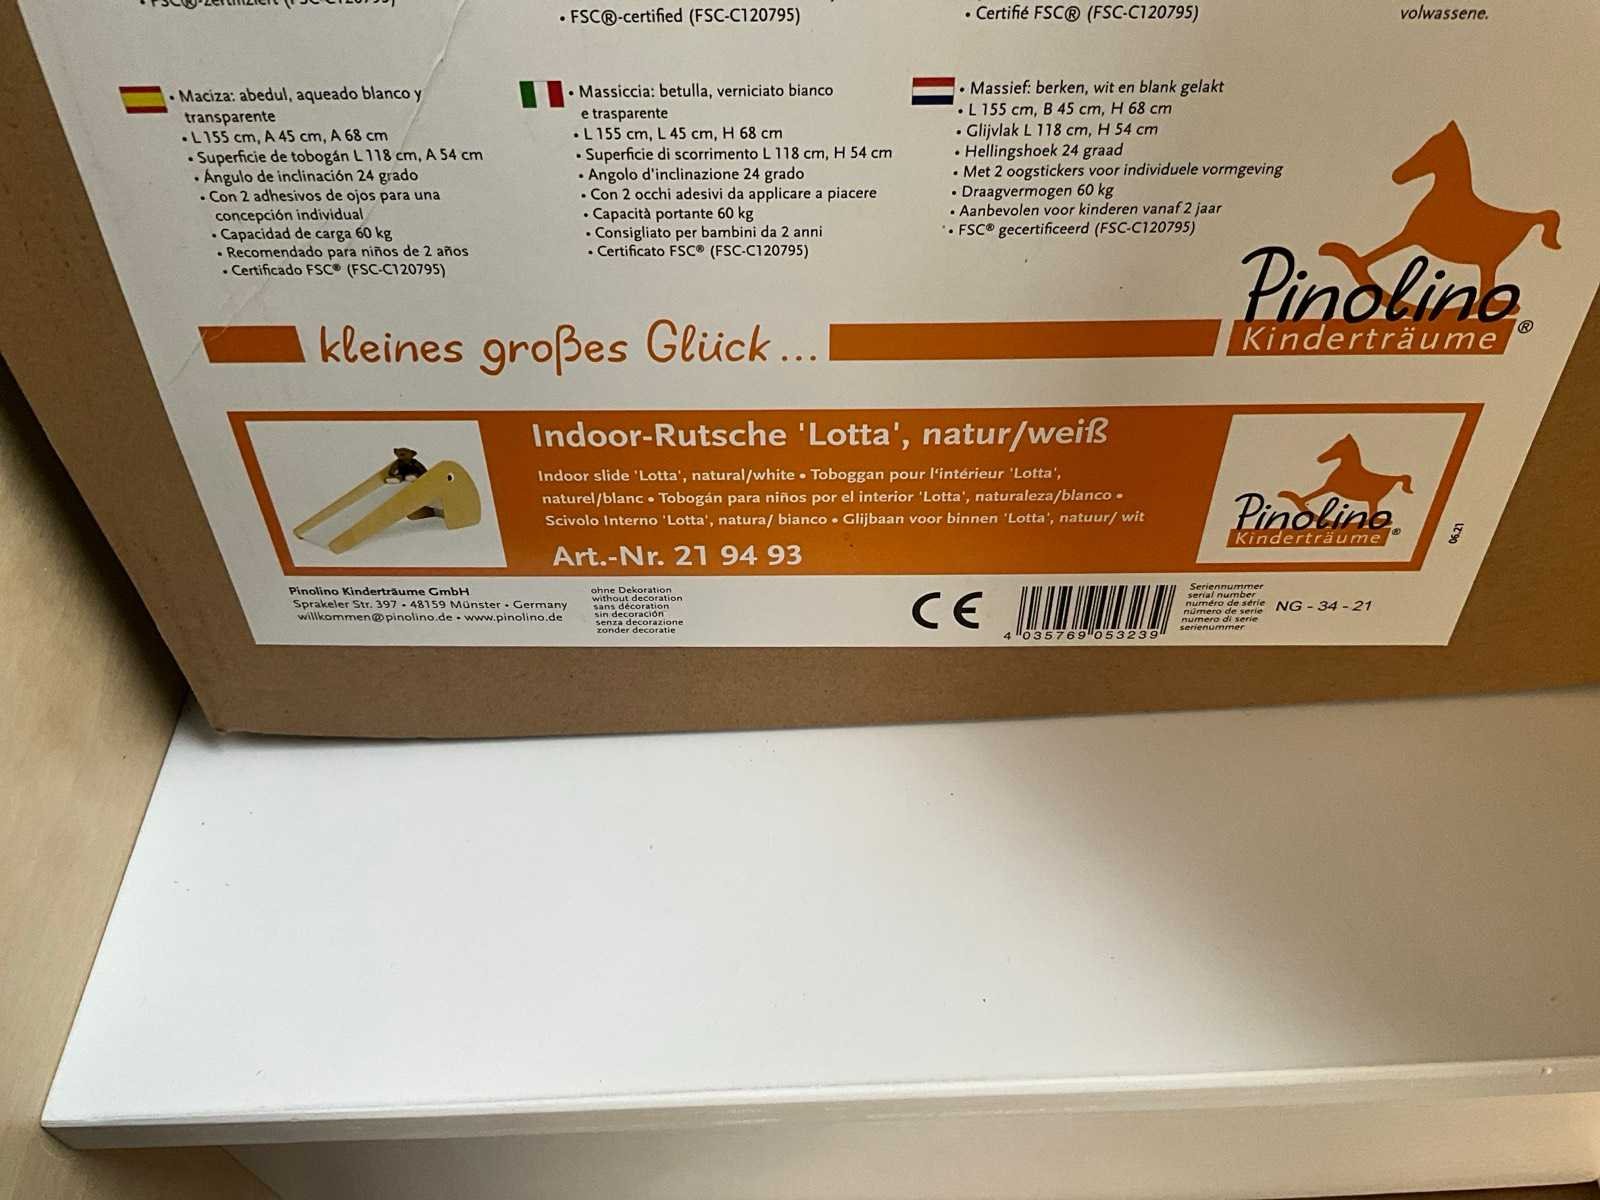 • FSC®-zertifiziert (FSC-C120795)
• FSC®-certified (FSC-C120795)
• Certifié FSC® (FSC-C120795)
volwassene.
• Maciza: abedul, aqueado blanco y
transparente
• L 155 cm, A 45 cm, A 68 cm
• Superficie de tobogán L 118 cm, A 54 cm
• Ángulo de inclinación 24 grado
• Con 2 adhesivos de ojos para una
concepción individual
• Capacidad de carga 60 kg
• Recomendado para niños de 2 años
• Certificado FSC® (FSC-C120795)
• Massiccia: betulla, verniciato bianco
e trasparente
• L 155 cm, L 45 cm, H 68 cm
• Superficie di scorrimento L 118 cm, H 54 cm
• Angolo d'inclinazione 24 grado
• Con 2 occhi adesivi da applicare a piacere
• Capacità portante 60 kg
• Consigliato per bambini da 2 anni
• Certificato FSC® (FSC-C120795)
• Massief: berken, wit en blank gelakt
• L 155 cm, B 45 cm, H 68 cm
• Glijvlak L 118 cm, H 54 cm
• Hellingshoek 24 graad
• Met 2 oogstickers voor individuele vormgeving
• Draagvermogen 60 kg
• Aanbevolen voor kinderen vanaf 2 jaar
• FSC® gecertificeerd (FSC-C120795)
Pinolino®
Kinderträume
kleines großes Glück...
Indoor-Rutsche 'Lotta', natur/weiß
Indoor slide 'Lotta', natural/white • Toboggan pour l'intérieur 'Lotta',
naturel/blanc • Tobogán para niños por el interior 'Lotta', naturaleza/blanco •
Scivolo Interno 'Lotta', natura/ bianco • Glijbaan voor binnen 'Lotta', natuur/ wit
Art.-Nr. 21 94 93
Pinolino®
Kinderträume
06.21
Pinolino Kinderträume GmbH
Sprakeler Str. 397 • 48159 Münster • Germany
willkommen@pinolino.de • www.pinolino.de
ohne Dekoration
without decoration
sans décoration
sin decoración
senza decorazione
zonder decoratie
CE
4 035769 053239
Seriennummer
serial number
numéro de série
número de serie
numero di serie
serienummer
NG - 34 - 21